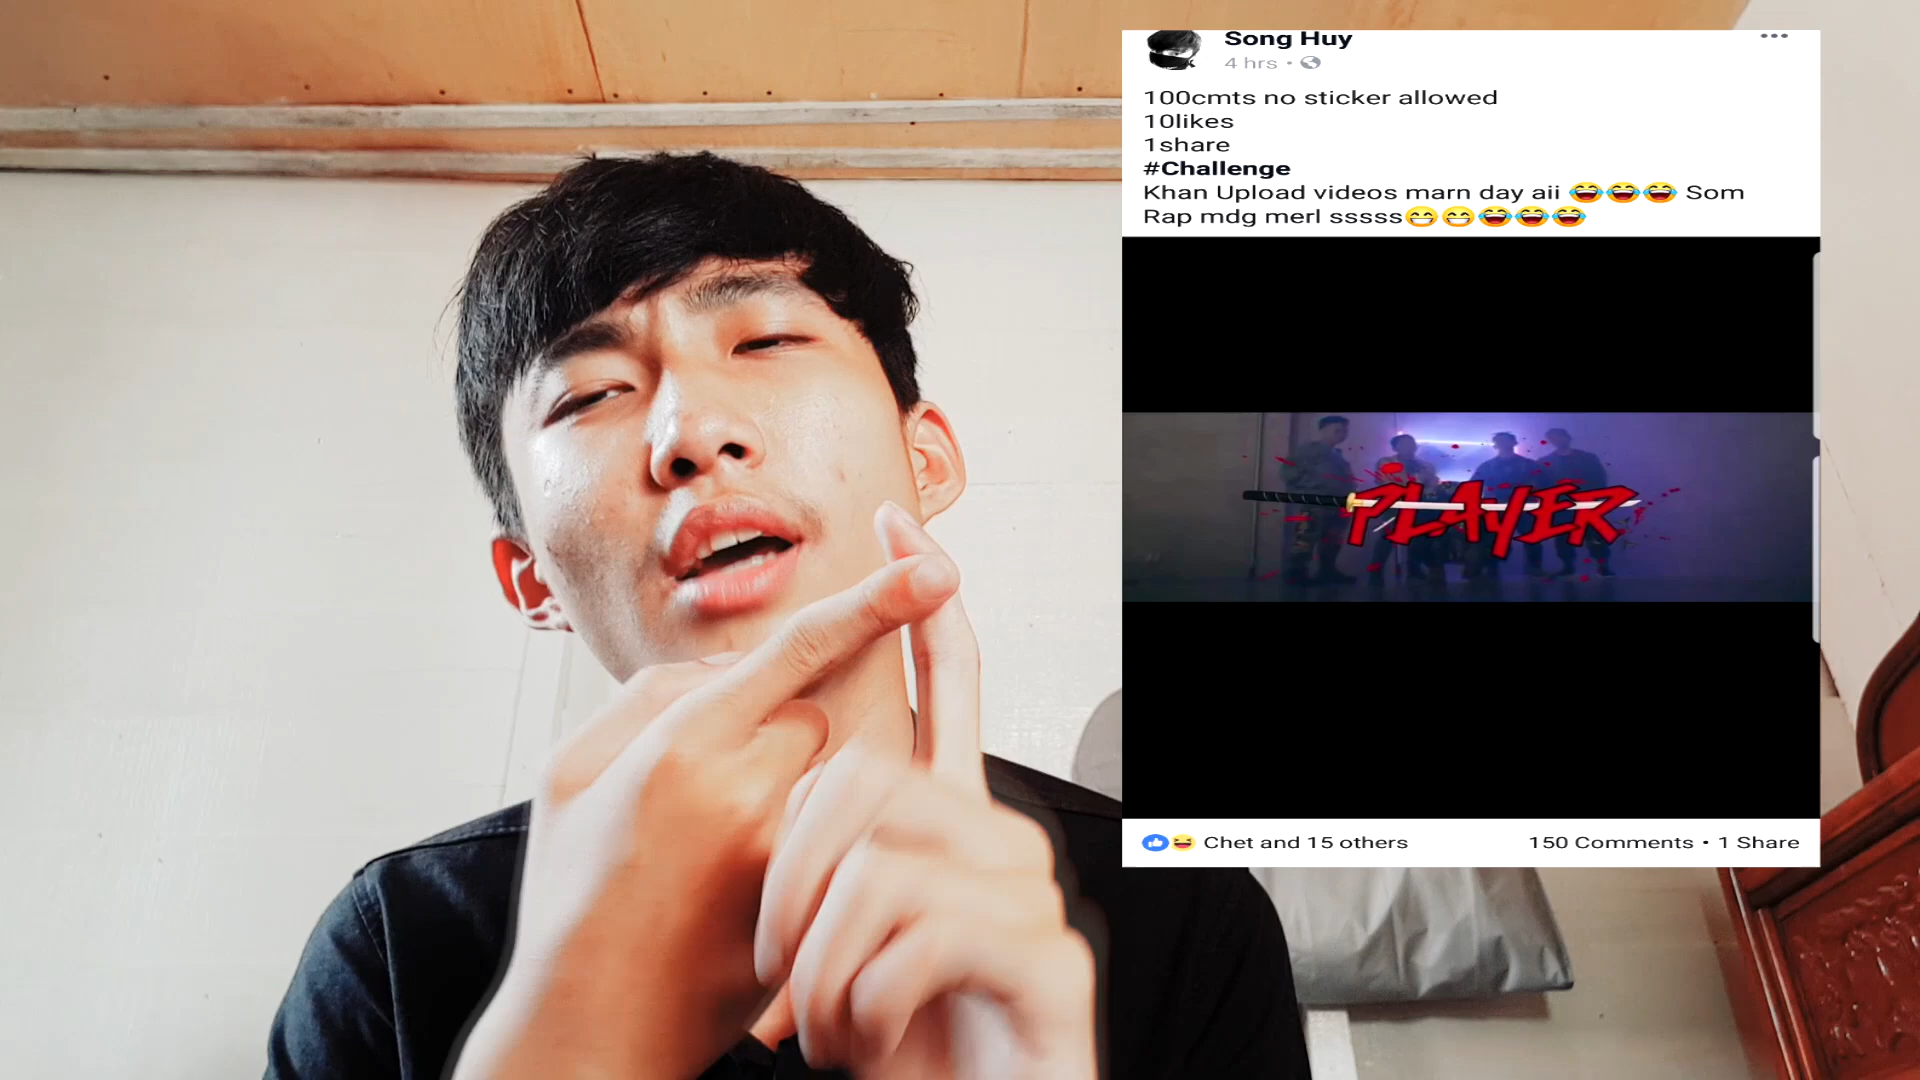 Song Huy
4 hrs •
100cmts no sticker allowed
10likes
1share
#Challenge
Khan Upload videos marn day aii 😂😂😂 Som
Rap mdg merl sssss😁😁😂😂😂
PLAYER
Chet and 15 others 150 Comments • 1 Share